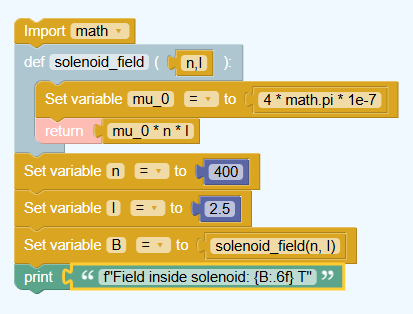 Import math
def solenoid_field ( n,I ):
Set variable mu_0 = to 4 * math.pi * 1e-7
return mu_0 * n * I
Set variable n = to 400
Set variable I = to 2.5
Set variable B = to solenoid_field(n, I)
print “ f"Field inside solenoid: {B:.6f} T" ”